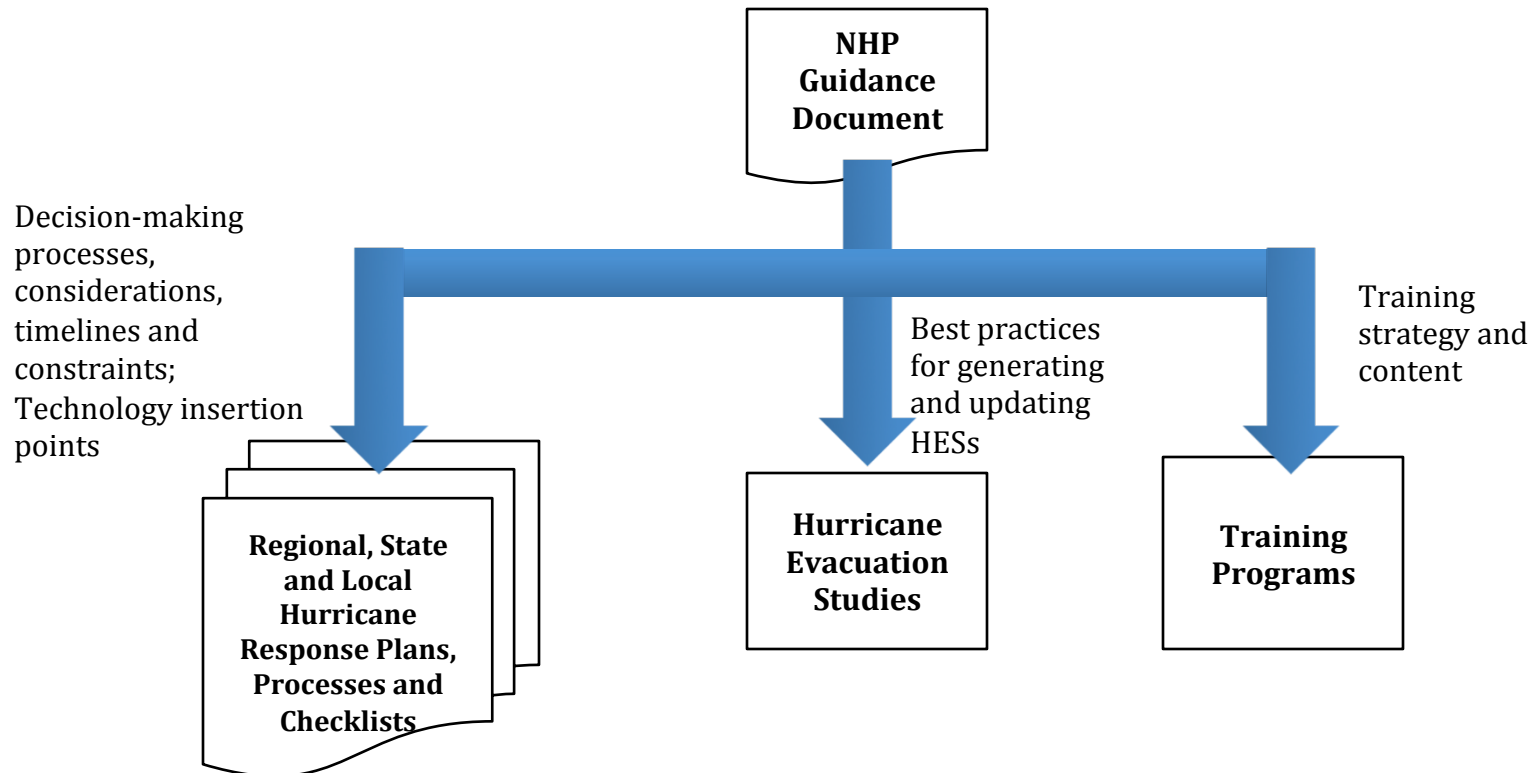 NHP
Guidance
Document
Decision-making
processes,
considerations,
timelines and
constraints;
Technology insertion
points
Best practices
for generating
and updating
HESs
Training
strategy and
content
Regional, State
and Local
Hurricane
Response Plans,
Processes and
Checklists
Hurricane
Evacuation
Studies
Training
Programs